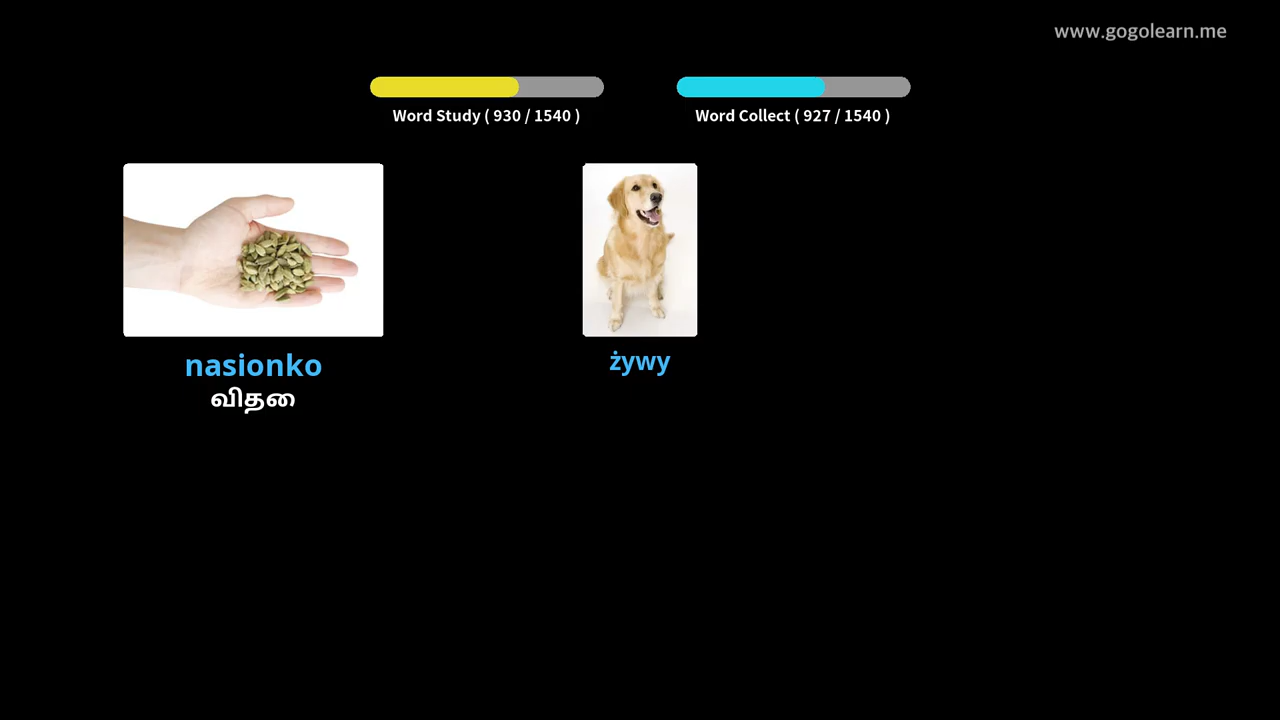 www.gogolearn.me
Word Study ( 930 / 1540 )
Word Collect ( 927 / 1540 )
nasionko
விதை
żywy